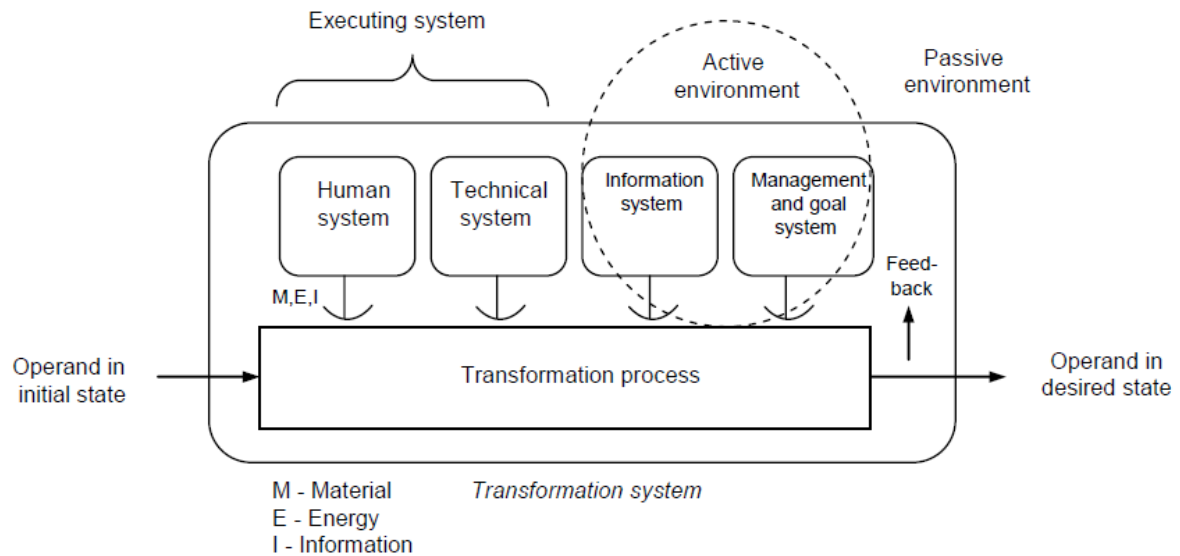 Executing system
Active
environment
Passive
environment
Human
system
Technical
system
Information
system
Management
and goal
system
M,E,I
Feed-
back
Operand in
initial state
Transformation process
Operand in
desired state
M - Material
E - Energy
I - Information
Transformation system